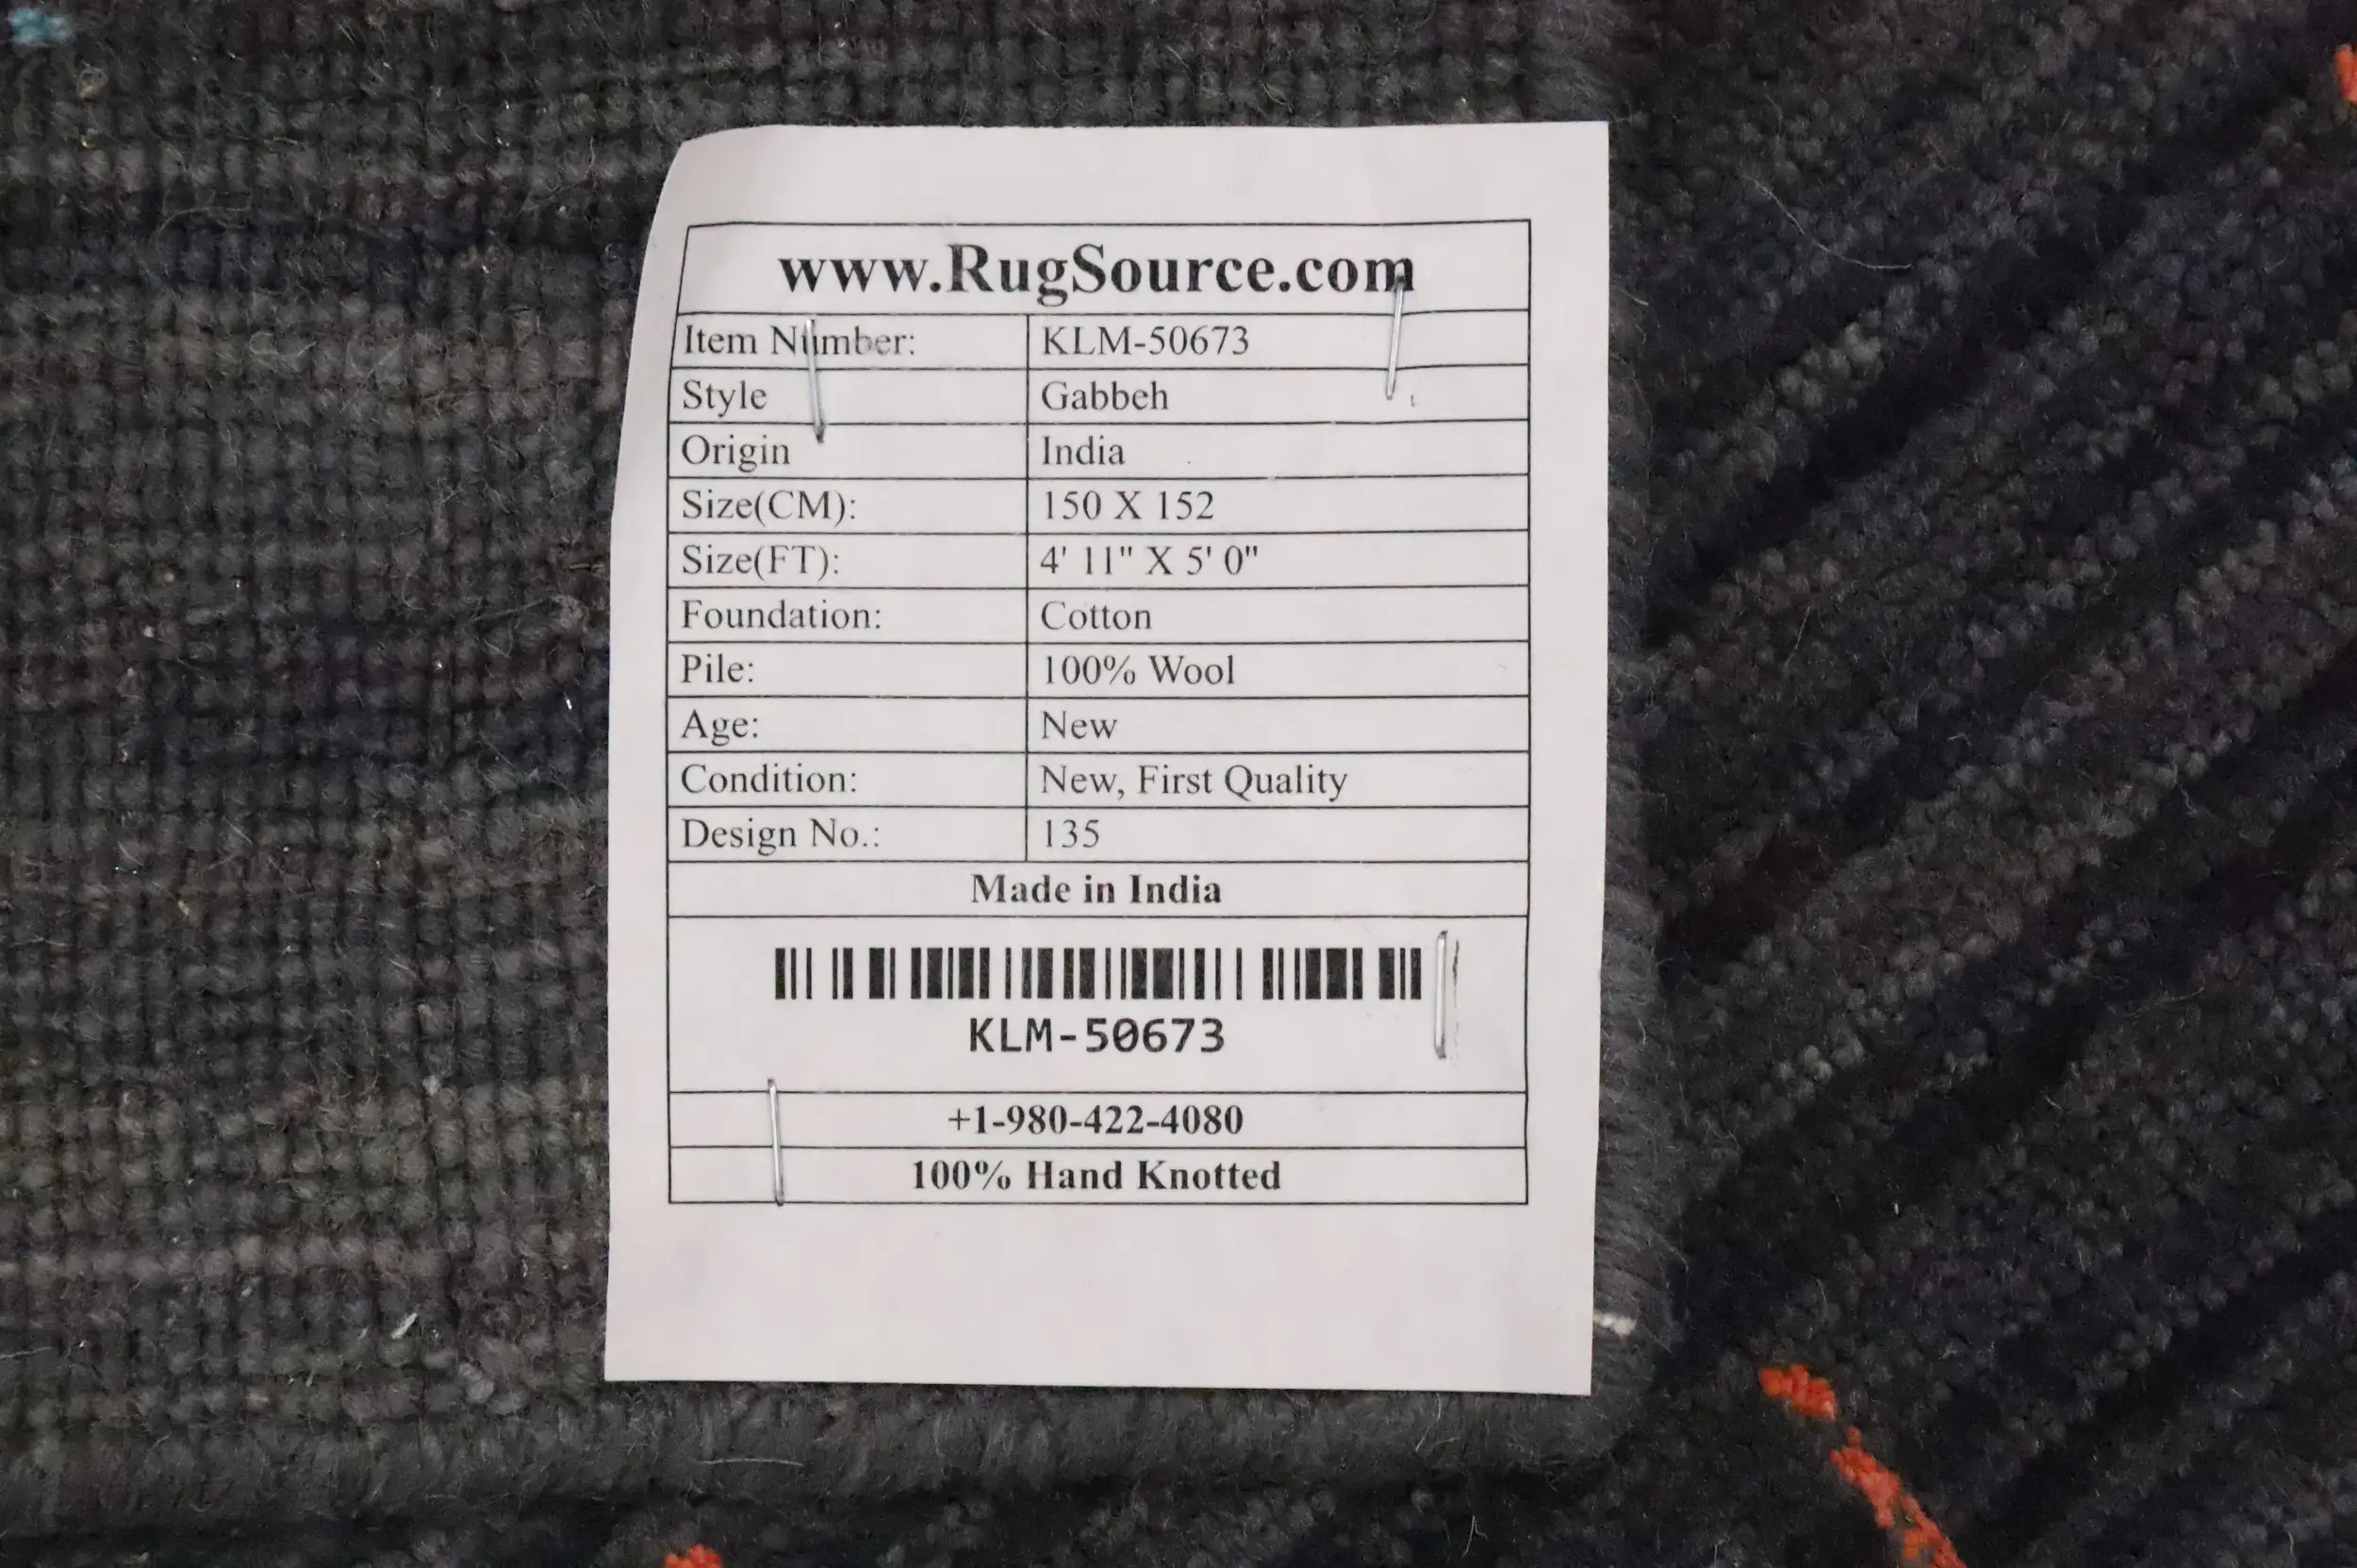 www.RugSource.com
Item Number: KLM-50673
Style Gabbeh
Origin India
Size(CM): 150 X 152
Size(FT): 4' 11" X 5' 0"
Foundation: Cotton
Pile: 100% Wool
Age: New
Condition: New, First Quality
Design No.: 135
Made in India
KLM-50673
+1-980-422-4080
100% Hand Knotted